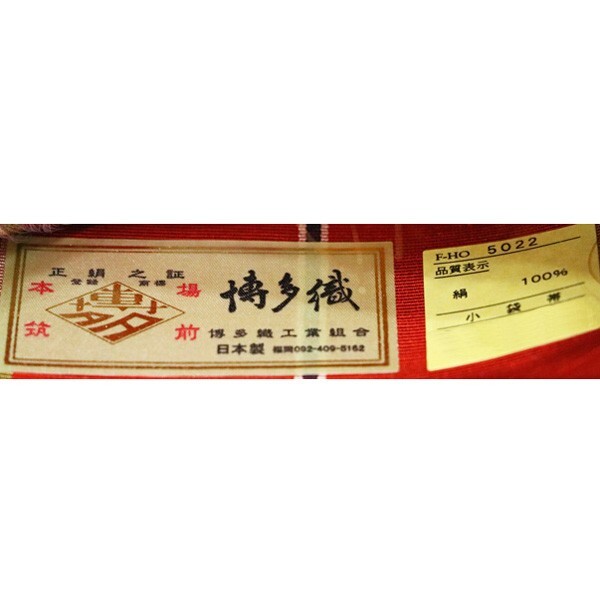 正絹之証
登録 商標
本場
筑前
博多
博多織
博多織工業組合
日本製 福岡092-409-5162
F-HO 5022
品質表示
絹 100%
小袋帯